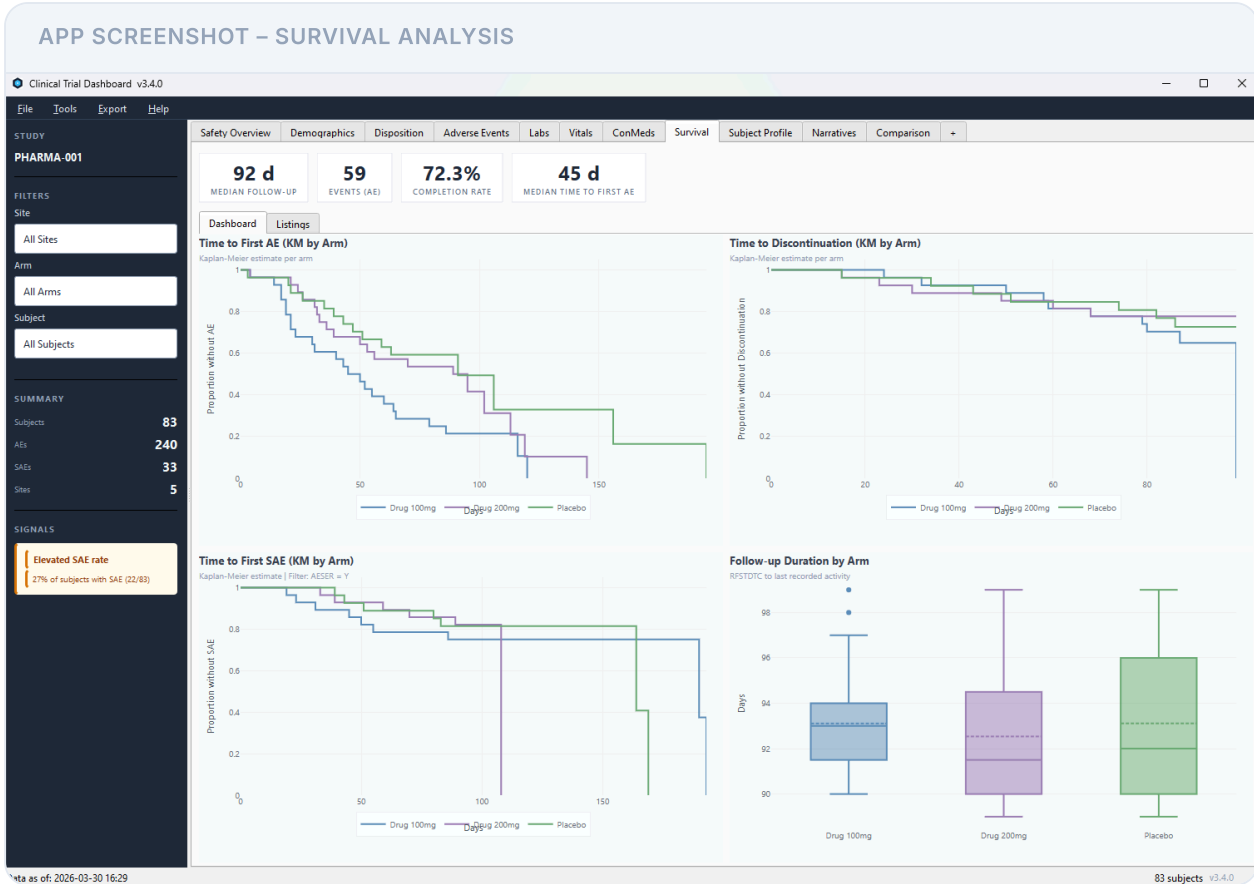 APP SCREENSHOT – SURVIVAL ANALYSIS
Clinical Trial Dashboard v3.4.0
File Tools Export Help
STUDY
PHARMA-001
FILTERS
Site
All Sites
Arm
All Arms
Subject
All Subjects
SUMMARY
Subjects 83
AEs 240
SAEs 33
Sites 5
SIGNALS
Elevated SAE rate
27% of subjects with SAE (22/83)
Safety Overview Demographics Disposition Adverse Events Labs Vitals ConMeds Survival Subject Profile Narratives Comparison +
92 d 59 72.3% 45 d
MEDIAN FOLLOW-UP EVENTS (AE) COMPLETION RATE MEDIAN TIME TO FIRST AE
Dashboard Listings
Time to First AE (KM by Arm)
Kaplan-Meier estimate per arm
Proportion without AE
1
0.8
0.6
0.4
0.2
0
0 50 100 150
Days
Drug 100mg Drug 200mg Placebo
Time to Discontinuation (KM by Arm)
Kaplan-Meier estimate per arm
Proportion without Discontinuation
1
0.8
0.6
0.4
0.2
0
0 20 40 60 80
Days
Drug 100mg Drug 200mg Placebo
Time to First SAE (KM by Arm)
Kaplan-Meier estimate | Filter: AESER = Y
Proportion without SAE
1
0.8
0.6
0.4
0.2
0
0 50 100 150
Days
Drug 100mg Drug 200mg Placebo
Follow-up Duration by Arm
RFSTDTC to last recorded activity
Days
98
96
94
92
90
Drug 100mg Drug 200mg Placebo
ata as of: 2026-03-30 16:29
83 subjects v3.4.0